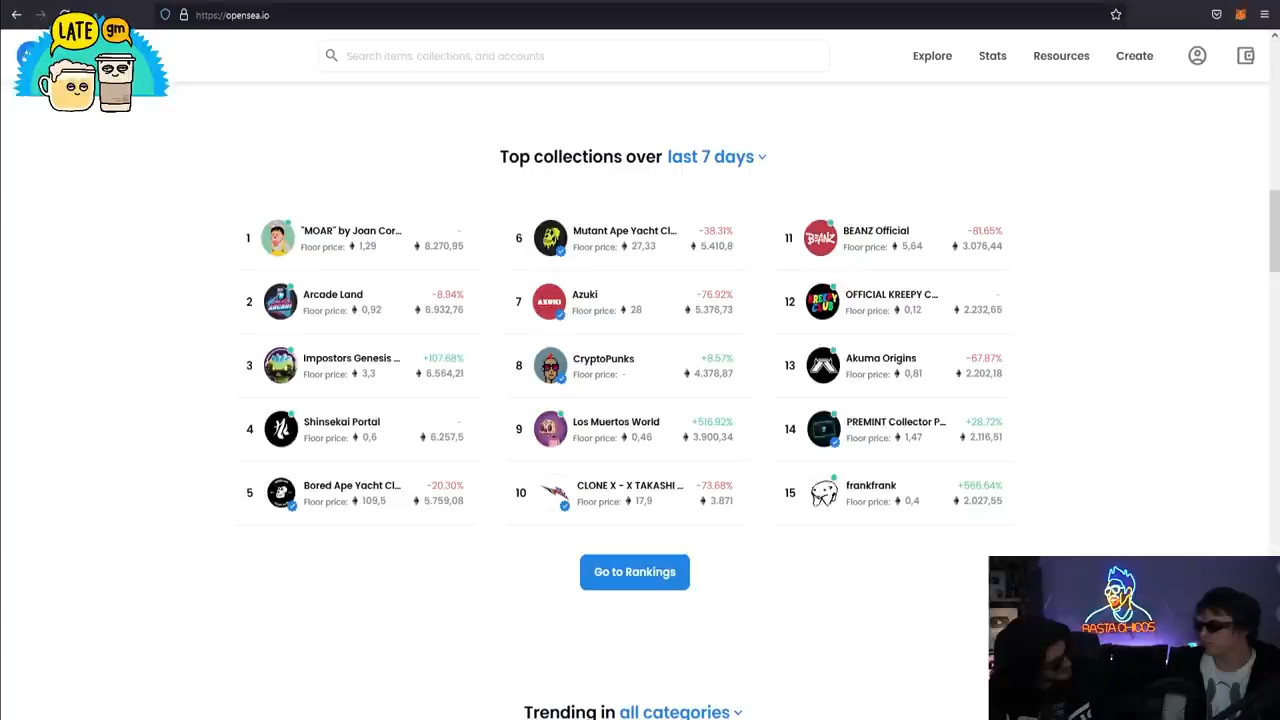 https://opensea.io
LATE gm
Search items, collections, and accounts
Explore
Stats
Resources
Create
Top collections over last 7 days
1
"MOAR" by Joan Cor...
-
Floor price: 1,29
8.270,95
2
Arcade Land
-8.94%
Floor price: 0,92
6.932,76
3
Impostors Genesis ...
+107.68%
Floor price: 3,3
6.564,21
4
Shinsekai Portal
-
Floor price: 0,6
6.257,5
5
Bored Ape Yacht Cl...
-20.30%
Floor price: 109,5
5.759,08
6
Mutant Ape Yacht Cl...
-38.31%
Floor price: 27,33
5.410,8
7
Azuki
-76.92%
Floor price: 28
5.376,73
AZUKI
8
CryptoPunks
+8.57%
Floor price: -
4.378,87
9
Los Muertos World
+516.92%
Floor price: 0,46
3.900,34
10
CLONE X - X TAKASHI ...
-73.68%
Floor price: 17,9
3.871
11
BEANZ Official
-81.65%
Floor price: 5,64
3.076,44
BEANZ
12
OFFICIAL KREEPY C...
-
Floor price: 0,12
2.232,65
KREEPY
CLUB
13
Akuma Origins
-67.87%
Floor price: 0,81
2.202,18
14
PREMINT Collector P...
+28.72%
Floor price: 1,47
2.116,51
15
frankfrank
+566.64%
Floor price: 0,4
2.027,55
Go to Rankings
Trending in all categories
RASTA CHICOS